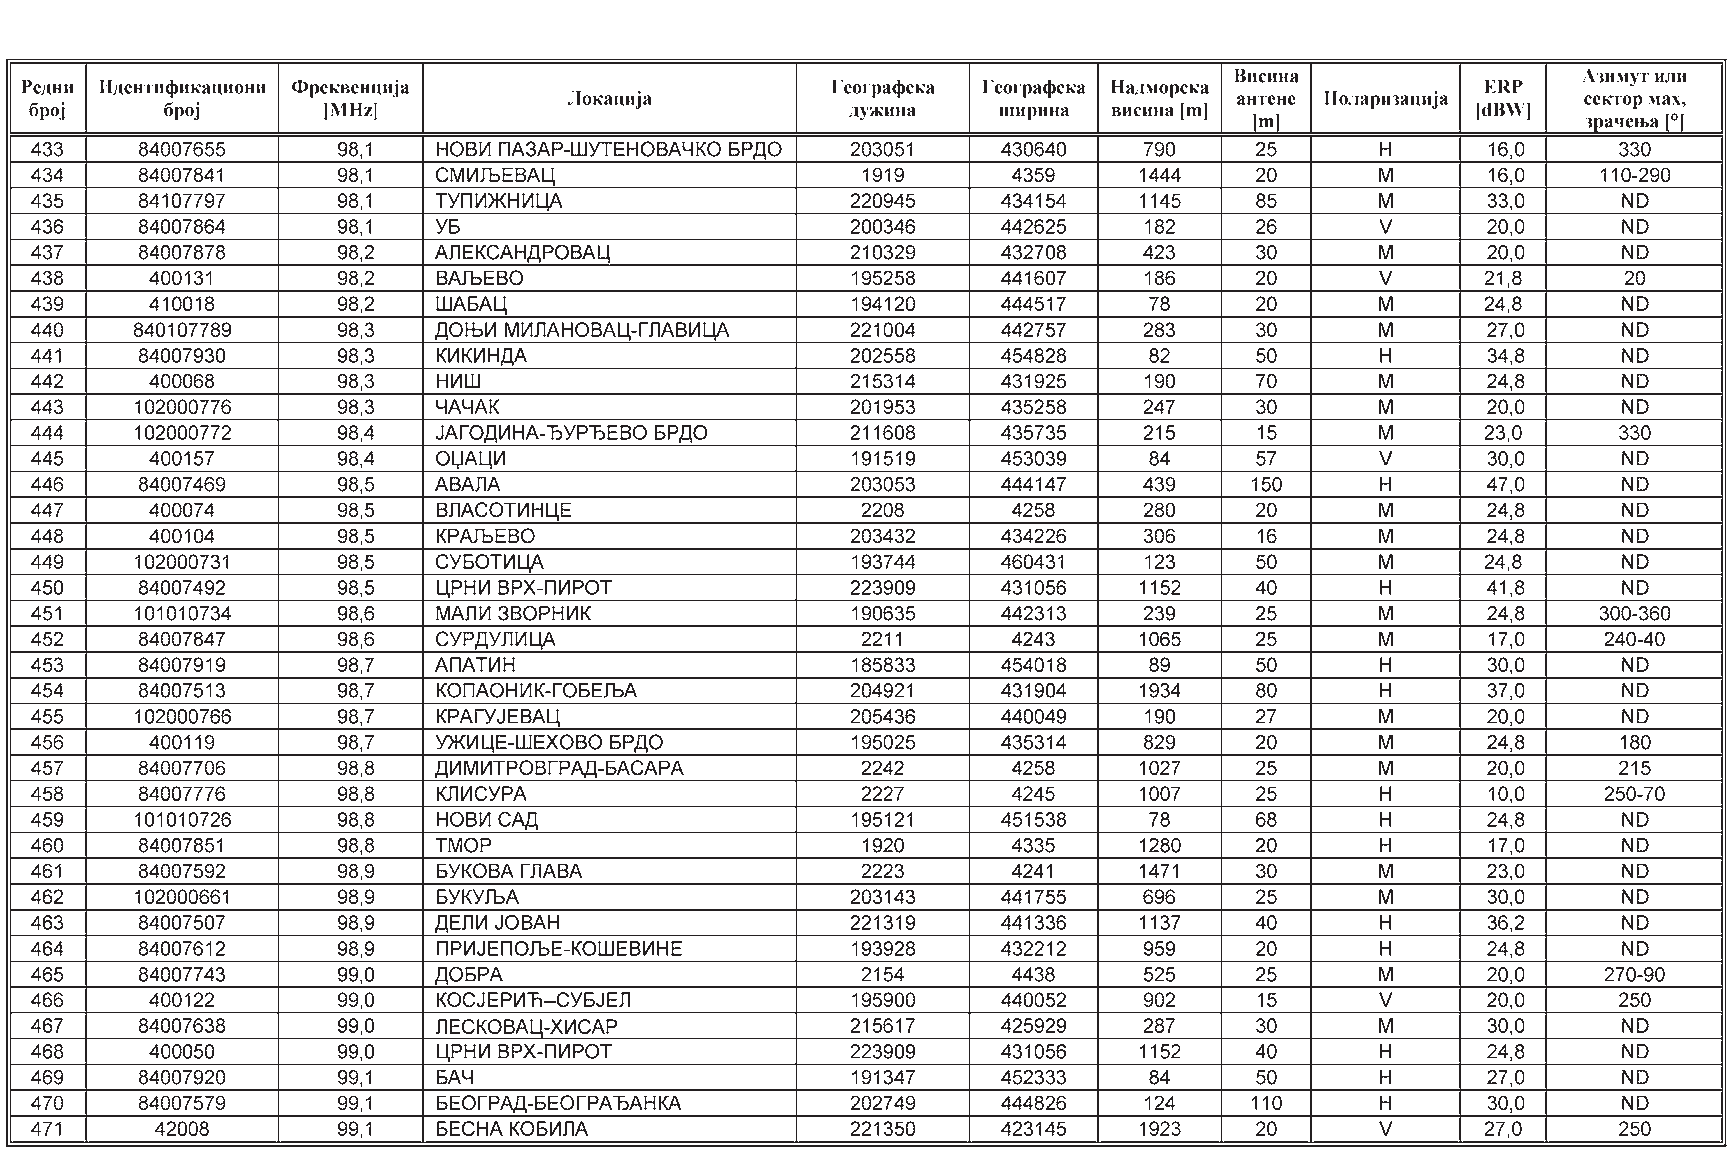 Редни број Идентификациони број Фреквенција [MHz] Локација Географска дужина Географска ширина Надморска висина [m] Висина антене [m] Поларизација ERP [dBW] Азимут или сектор мах, зрачења [°]
433 84007655 98,1 НОВИ ПАЗАР-ШУТЕНОВАЧКО БРДО 203051 430640 790 25 H 16,0 330
434 84007841 98,1 СМИЉЕВАЦ 1919 4359 1444 20 M 16,0 110-290
435 84107797 98,1 ТУПИЖНИЦА 220945 434154 1145 85 M 33,0 ND
436 84007864 98,1 УБ 200346 442625 182 26 V 20,0 ND
437 84007878 98,2 АЛЕКСАНДРОВАЦ 210329 432708 423 30 M 20,0 ND
438 400131 98,2 ВАЉЕВО 195258 441607 186 20 V 21,8 20
439 410018 98,2 ШАБАЦ 194120 444517 78 20 M 24,8 ND
440 840107789 98,3 ДОЊИ МИЛАНОВАЦ-ГЛАВИЦА 221004 442757 283 30 M 27,0 ND
441 84007930 98,3 КИКИНДА 202558 454828 82 50 H 34,8 ND
442 400068 98,3 НИШ 215314 431925 190 70 M 24,8 ND
443 102000776 98,3 ЧАЧАК 201953 435258 247 30 M 20,0 ND
444 102000772 98,4 ЈАГОДИНА-ЂУРЂЕВО БРДО 211608 435735 215 15 M 23,0 330
445 400157 98,4 ОЏАЦИ 191519 453039 84 57 V 30,0 ND
446 84007469 98,5 АВАЛА 203053 444147 439 150 H 47,0 ND
447 400074 98,5 ВЛАСОТИНЦЕ 2208 4258 280 20 M 24,8 ND
448 400104 98,5 КРАЉЕВО 203432 434226 306 16 M 24,8 ND
449 102000731 98,5 СУБОТИЦА 193744 460431 123 50 M 24,8 ND
450 84007492 98,5 ЦРНИ ВРХ-ПИРОТ 223909 431056 1152 40 H 41,8 ND
451 101010734 98,6 МАЛИ ЗВОРНИК 190635 442313 239 25 M 24,8 300-360
452 84007847 98,6 СУРДУЛИЦА 2211 4243 1065 25 M 17,0 240-40
453 84007919 98,7 АПАТИН 185833 454018 89 50 H 30,0 ND
454 84007513 98,7 КОПАОНИК-ГОБЕЉА 204921 431904 1934 80 H 37,0 ND
455 102000766 98,7 КРАГУЈЕВАЦ 205436 440049 190 27 M 20,0 ND
456 400119 98,7 УЖИЦЕ-ШЕХОВО БРДО 195025 435314 829 20 M 24,8 180
457 84007706 98,8 ДИМИТРОВГРАД-БАСАРА 2242 4258 1027 25 M 20,0 215
458 84007776 98,8 КЛИСУРА 2227 4245 1007 25 H 10,0 250-70
459 101010726 98,8 НОВИ САД 195121 451538 78 68 H 24,8 ND
460 84007851 98,8 ТМОР 1920 4335 1280 20 H 17,0 ND
461 84007592 98,9 БУКОВА ГЛАВА 2223 4241 1471 30 M 23,0 ND
462 102000661 98,9 БУКУЉА 203143 441755 696 25 M 30,0 ND
463 84007507 98,9 ДЕЛИ ЈОВАН 221319 441336 1137 40 H 36,2 ND
464 84007612 98,9 ПРИЈЕПОЉЕ-КОШЕВИНЕ 193928 432212 959 20 H 24,8 ND
465 84007743 99,0 ДОБРА 2154 4438 525 25 M 20,0 270-90
466 400122 99,0 КОСЈЕРИЋ–СУБЈЕЛ 195900 440052 902 15 V 20,0 250
467 84007638 99,0 ЛЕСКОВАЦ-ХИСАР 215617 425929 287 30 M 30,0 ND
468 400050 99,0 ЦРНИ ВРХ-ПИРОТ 223909 431056 1152 40 H 24,8 ND
469 84007920 99,1 БАЧ 191347 452333 84 50 H 27,0 ND
470 84007579 99,1 БЕОГРАД-БЕОГРАЂАНКА 202749 444826 124 110 H 30,0 ND
471 42008 99,1 БЕСНА КОБИЛА 221350 423145 1923 20 V 27,0 250